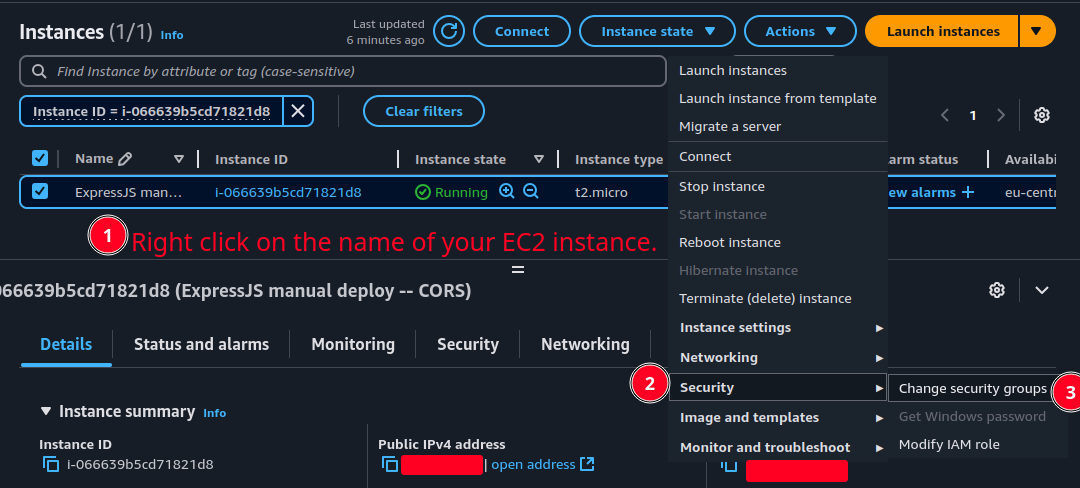 Instances (1/1) Info
Last updated
6 minutes ago
Connect
Instance state
Actions
Launch instances
Find Instance by attribute or tag (case-sensitive)
Instance ID = i-066639b5cd71821d8
Clear filters
1
Name
Instance ID
Instance state
Instance type
arm status
Availabi
ExpressJS man...
i-066639b5cd71821d8
Running
t2.micro
ew alarms +
eu-centr
1 Right click on the name of your EC2 instance.
Launch instances
Launch instance from template
Migrate a server
Connect
Stop instance
Start instance
Reboot instance
Hibernate instance
Terminate (delete) instance
Instance settings
Networking
2 Security
Image and templates
Monitor and troubleshoot
Change security groups 3
Get Windows password
Modify IAM role
066639b5cd71821d8 (ExpressJS manual deploy -- CORS)
Details
Status and alarms
Monitoring
Security
Networking
Instance summary Info
Instance ID
i-066639b5cd71821d8
Public IPv4 address
| open address